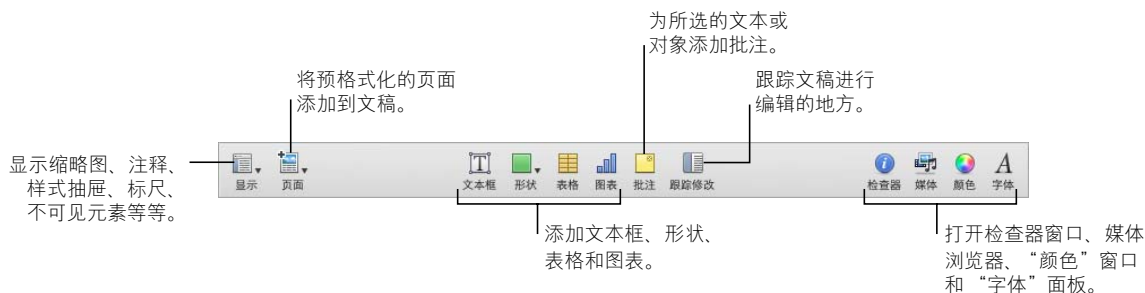 为所选的文本或
对象添加批注。
将预格式化的页面
添加到文稿。
跟踪文稿进行
编辑的地方。
显示缩略图、注释、
样式抽屉、标尺、
不可见元素等等。
显示 页面 文本框 形状 表格 图表 批注 跟踪修改 检查器 媒体 颜色 字体
添加文本框、形状、
表格和图表。
打开检查器窗口、媒体
浏览器、“颜色”窗口
和 “字体”面板。